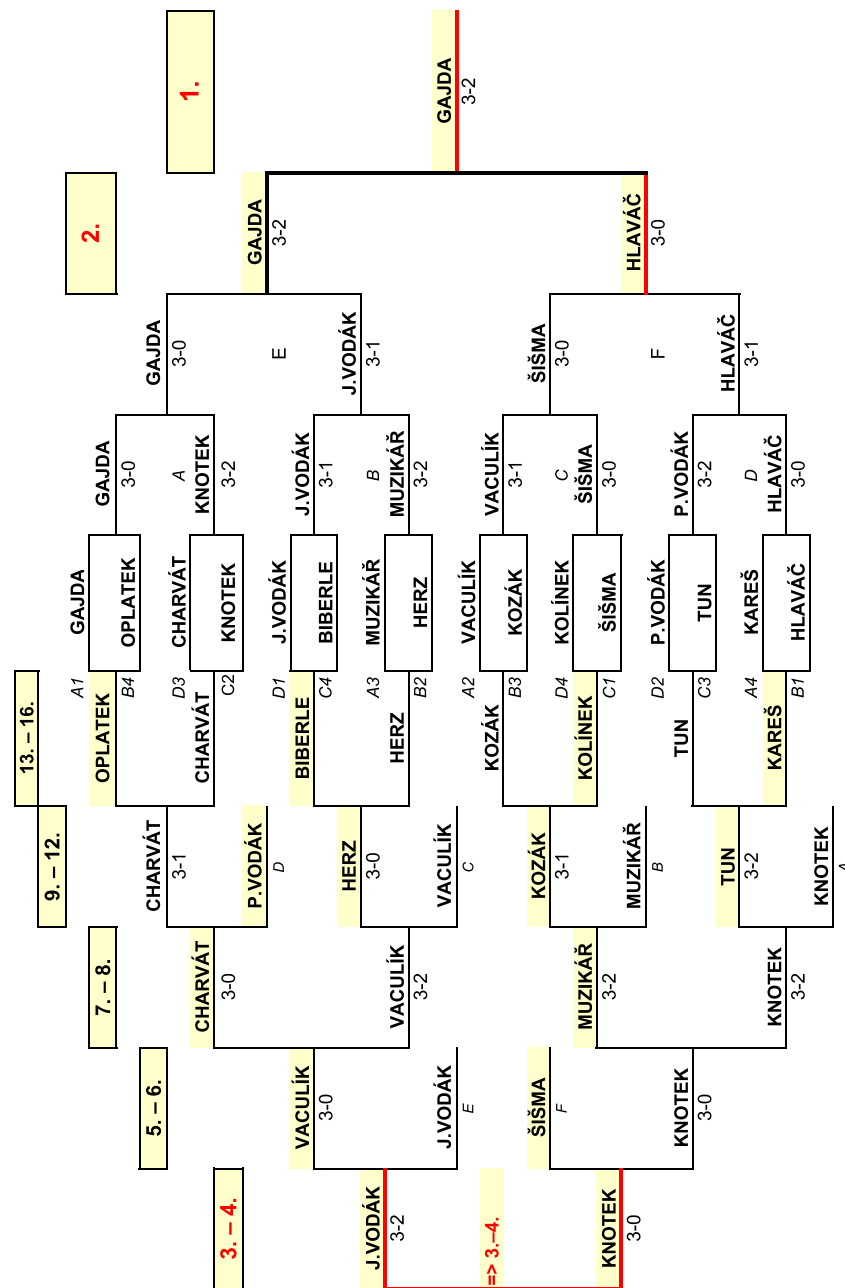 13. – 16.
9. – 12.
A1 GAJDA
2.
7. – 8. OPLATEK GAJDA
B4 OPLATEK 3-0
5. – 6. CHARVÁT GAJDA
3-1 D3 CHARVÁT A 3-0
1.
CHARVÁT CHARVÁT KNOTEK
3. – 4. 3-0 C2 KNOTEK 3-2
P.VODÁK GAJDA
D D1 J.VODÁK E 3-2
VACULÍK BIBERLE J.VODÁK
3-0 C4 BIBERLE 3-1
HERZ J.VODÁK
J.VODÁK 3-0 A3 MUZIKÁŘ B 3-1
3-2 VACULÍK HERZ MUZIKÁŘ
3-2 B2 HERZ 3-2
J.VODÁK VACULÍK GAJDA
E C A2 VACULÍK 3-2
=> 3.–4. KOZÁK VACULÍK
B3 KOZÁK 3-1
ŠIŠMA KOZÁK ŠIŠMA
F 3-1 D4 KOLÍNEK C 3-0
MUZIKÁŘ KOLÍNEK ŠIŠMA
KNOTEK 3-2 C1 ŠIŠMA 3-0
3-0 MUZIKÁŘ HLAVÁČ
B D2 P.VODÁK F 3-0
KNOTEK TUN P.VODÁK
3-0 C3 TUN 3-2
TUN HLAVÁČ
3-2 A4 KAREŠ D 3-1
KNOTEK KAREŠ HLAVÁČ
3-2 B1 HLAVÁČ 3-0
KNOTEK
A